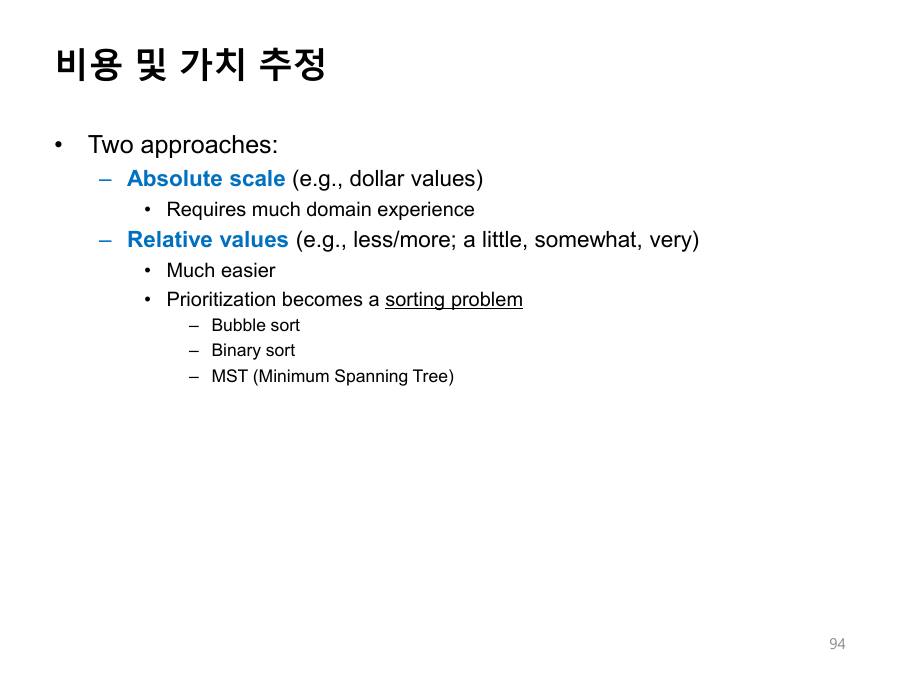 비용 및 가치 추정
• Two approaches:
– Absolute scale (e.g., dollar values)
• Requires much domain experience
– Relative values (e.g., less/more; a little, somewhat, very)
• Much easier
• Prioritization becomes a sorting problem
– Bubble sort
– Binary sort
– MST (Minimum Spanning Tree)
94